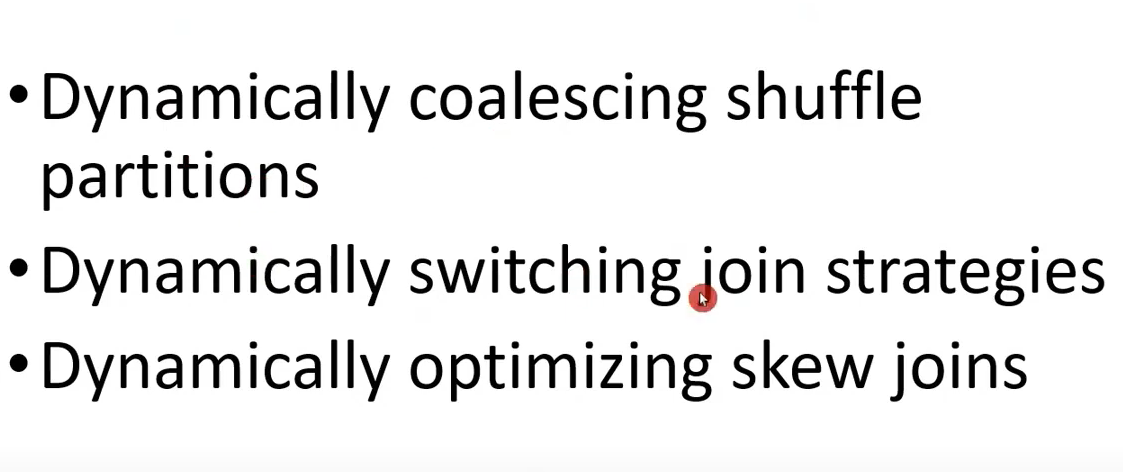 • Dynamically coalescing shuffle
partitions
• Dynamically switching join strategies
• Dynamically optimizing skew joins